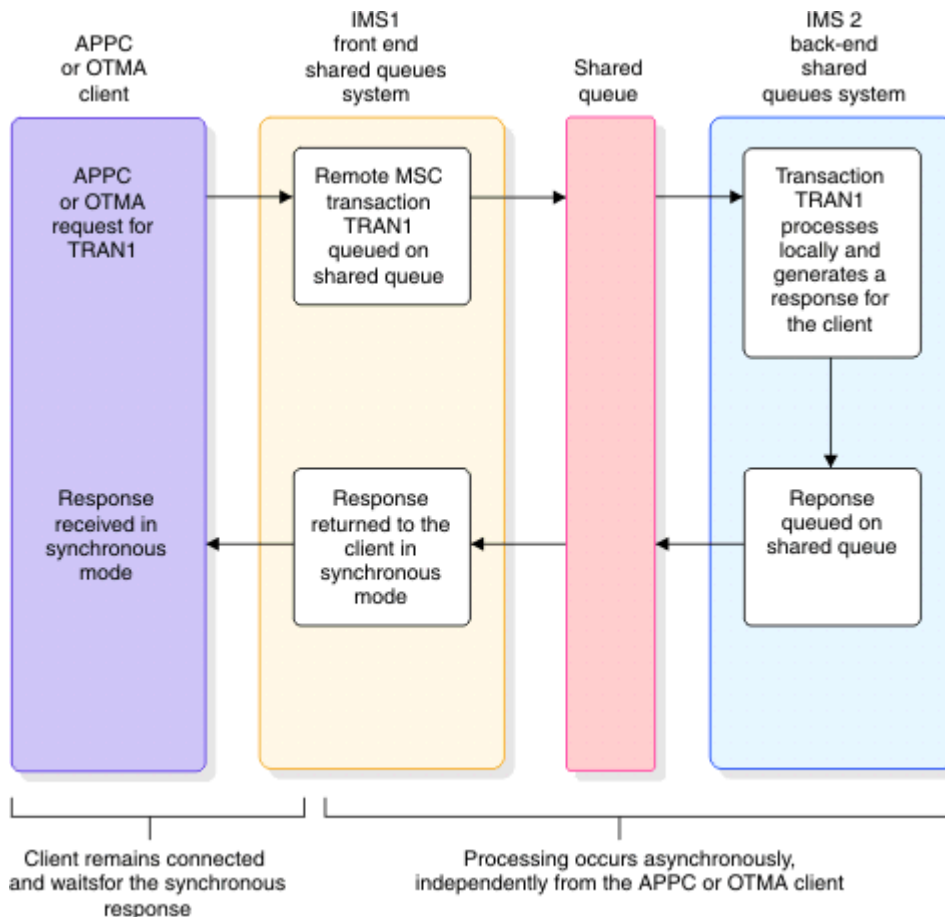 APPC
or OTMA
client
IMS1
front end
shared queues
system
Shared
queue
IMS 2
back-end
shared
queues system
APPC
or OTMA
request for
TRAN1
Remote MSC
transaction
TRAN1
queued on
shared queue
Transaction
TRAN1
processes
locally and
generates a
response for
the client
Response
received in
synchronous
mode
Response
returned to the
client in
synchronous
mode
Reponse
queued on
shared queue
Client remains connected
and waitsfor the synchronous
response
Processing occurs asynchronously,
independently from the APPC or OTMA client